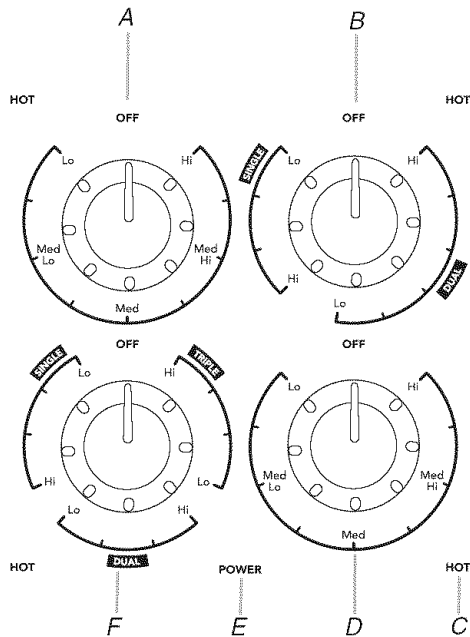 A B
HOT HOT
OFF OFF
Lo Hi SINGLE Lo Hi
Med Lo Med Hi Hi DUAL
Med Lo
OFF OFF
SINGLE Lo Hi TRIPLE Lo Hi
Hi Lo Med Lo Med Hi
Lo Hi Med
DUAL
HOT POWER HOT
F E D C